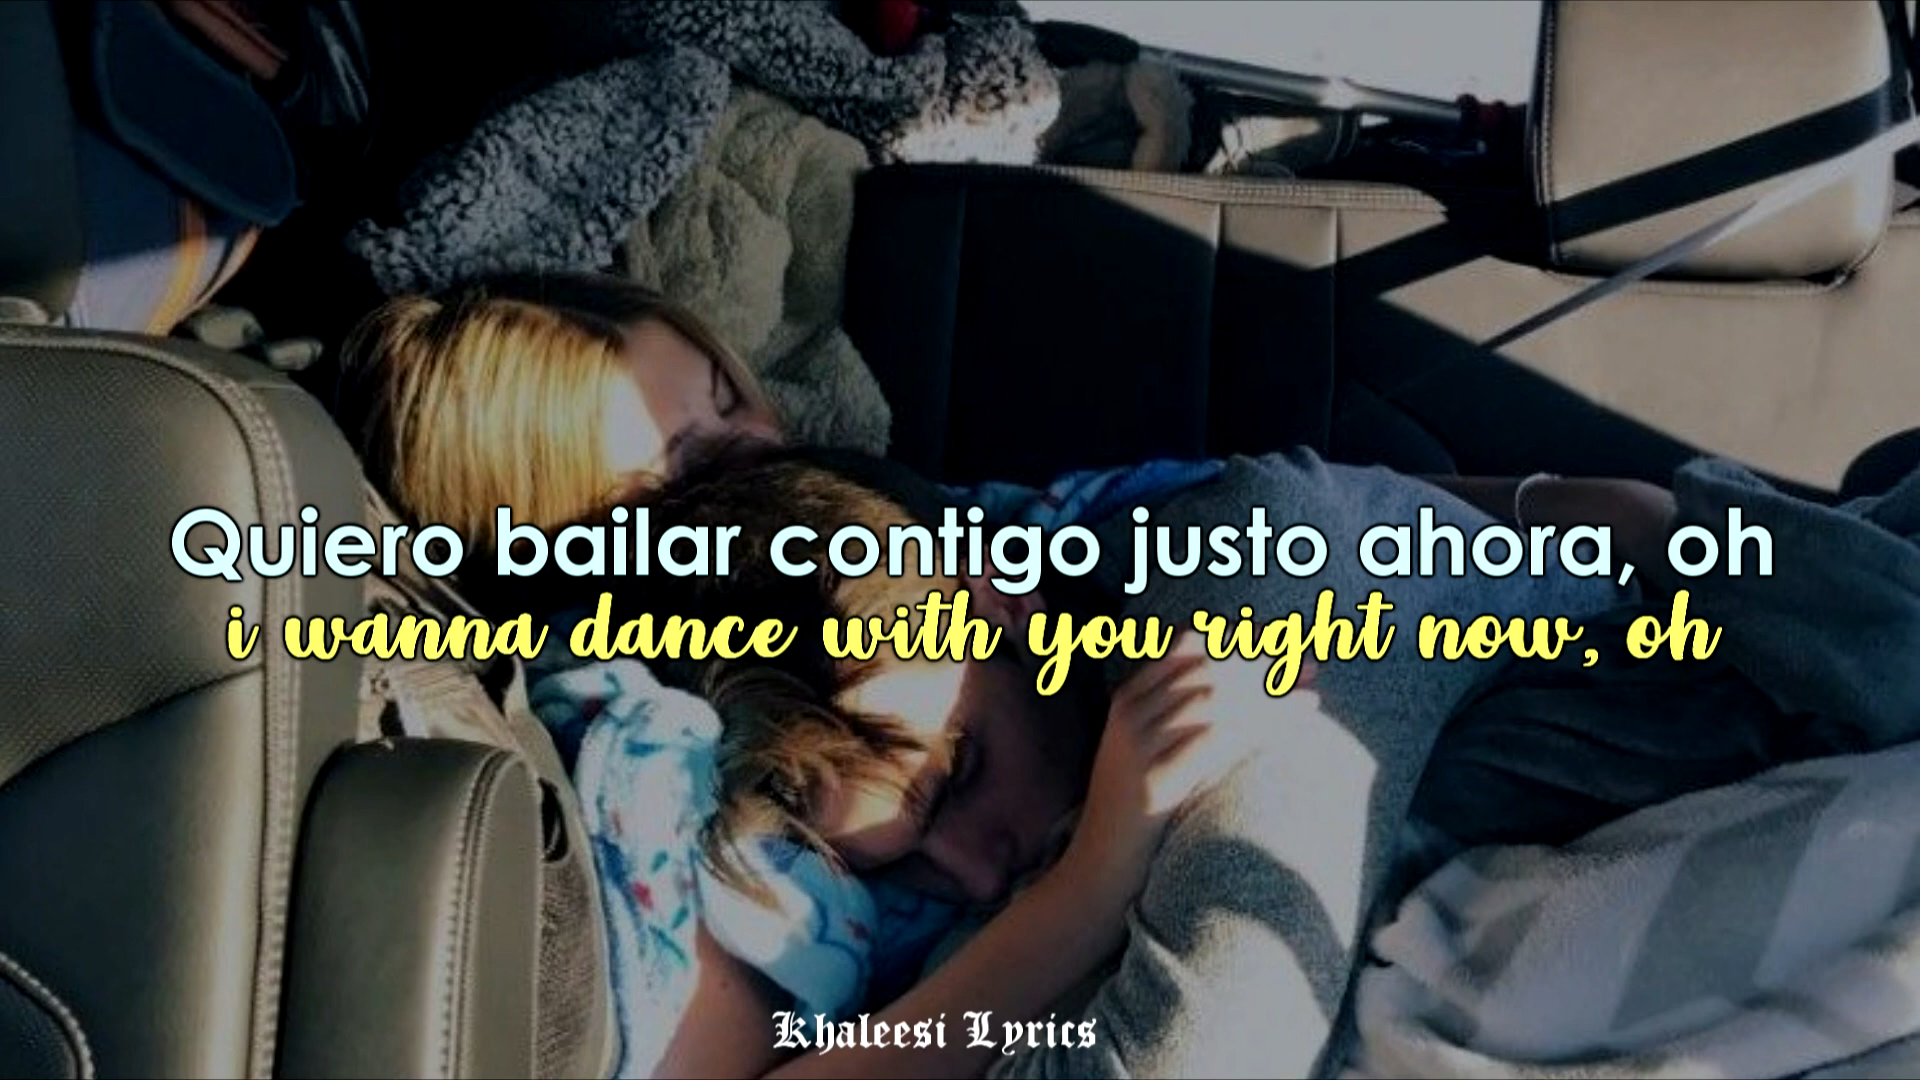 Quiero bailar contigo justo ahora, oh
i wanna dance with you right now, oh
Khaleesi Lyrics